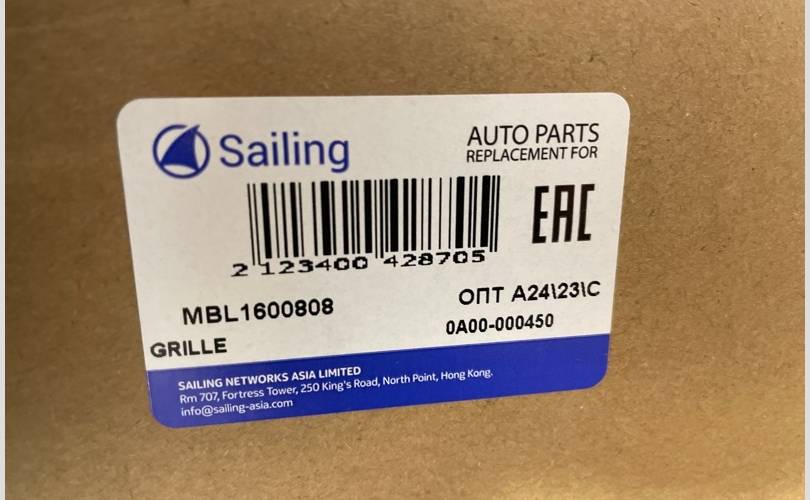 Sailing
AUTO PARTS
REPLACEMENT FOR
EAC
2 123400 428705
MBL1600808
ОПТ A24\23\C
0A00-000450
GRILLE
SAILING NETWORKS ASIA LIMITED
Rm 707, Fortress Tower, 250 King's Road, North Point, Hong Kong.
info@sailing-asia.com